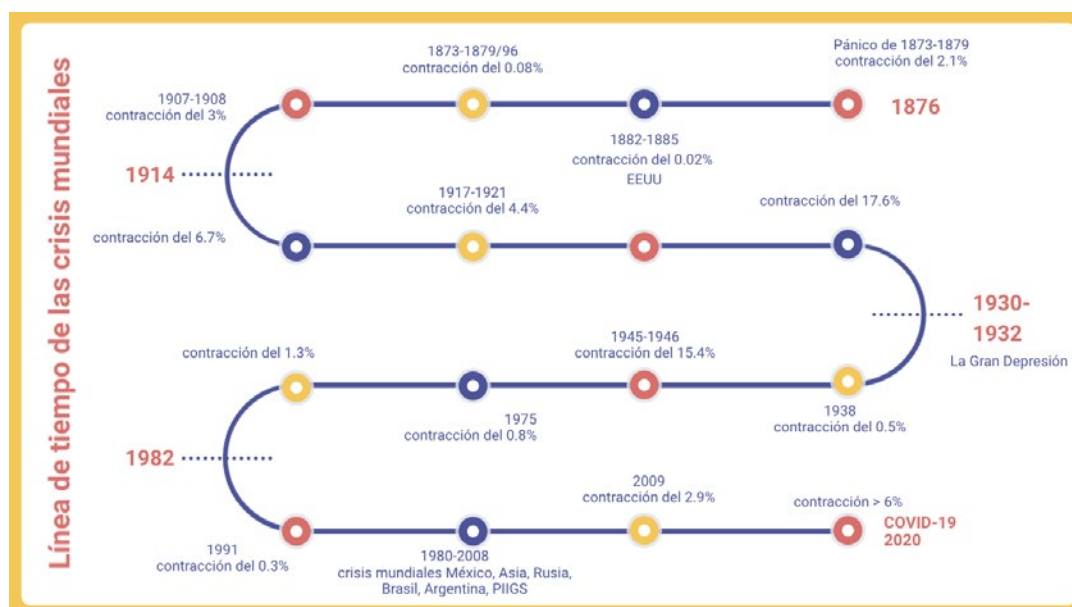 Línea de tiempo de las crisis mundiales
Pánico de 1873-1879
contracción del 2.1%
1876
1882-1885
contracción del 0.02%
EEUU
1873-1879/96
contracción del 0.08%
1907-1908
contracción del 3%
1914
contracción del 6.7%
1917-1921
contracción del 4.4%
contracción del 17.6%
1930-
1932
La Gran Depresión
1938
contracción del 0.5%
1945-1946
contracción del 15.4%
1975
contracción del 0.8%
contracción del 1.3%
1982
1991
contracción del 0.3%
1980-2008
crisis mundiales México, Asia, Rusia,
Brasil, Argentina, PIIGS
2009
contracción del 2.9%
contracción > 6%
COVID-19
2020